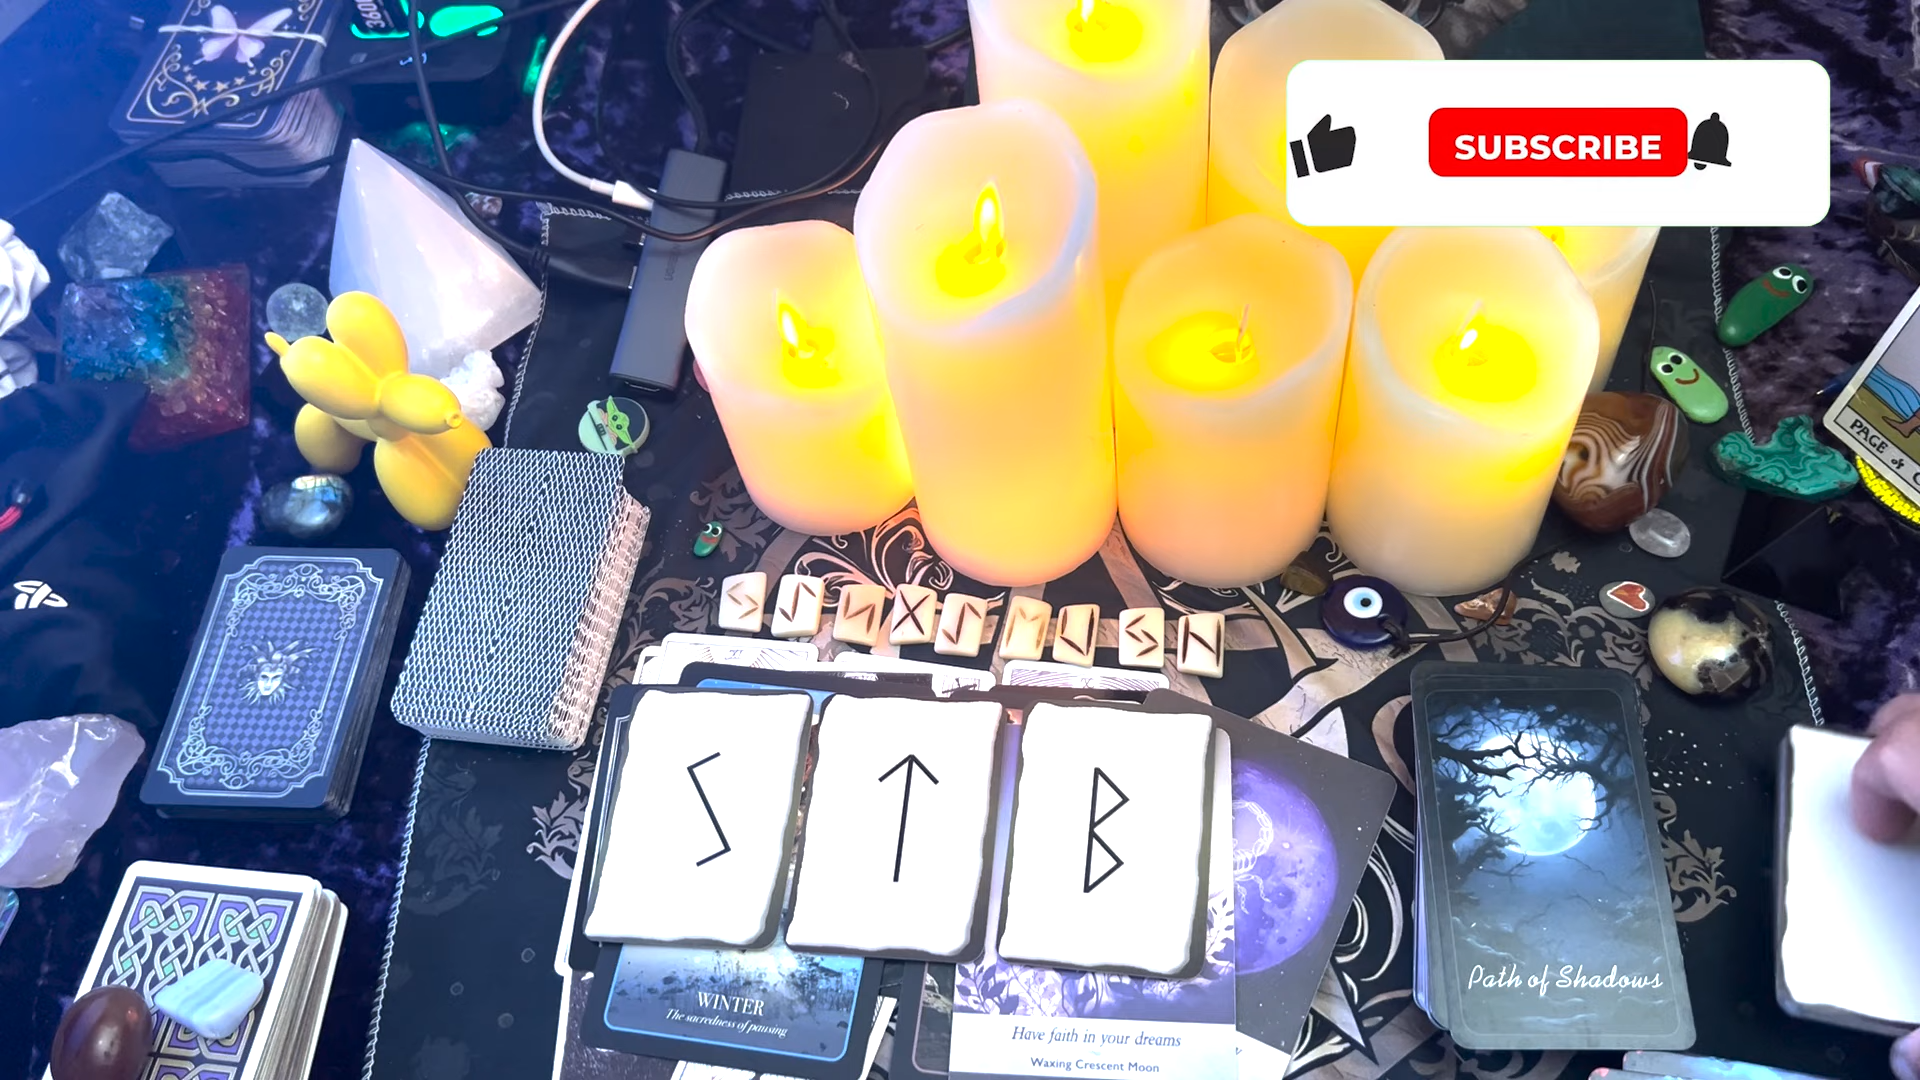 3600
SUBSCRIBE
PAGE of C
ᛊ ᛏ ᛒ
WINTER
The sacredness of pausing
Have faith in your dreams
Waxing Crescent Moon
Path of Shadows